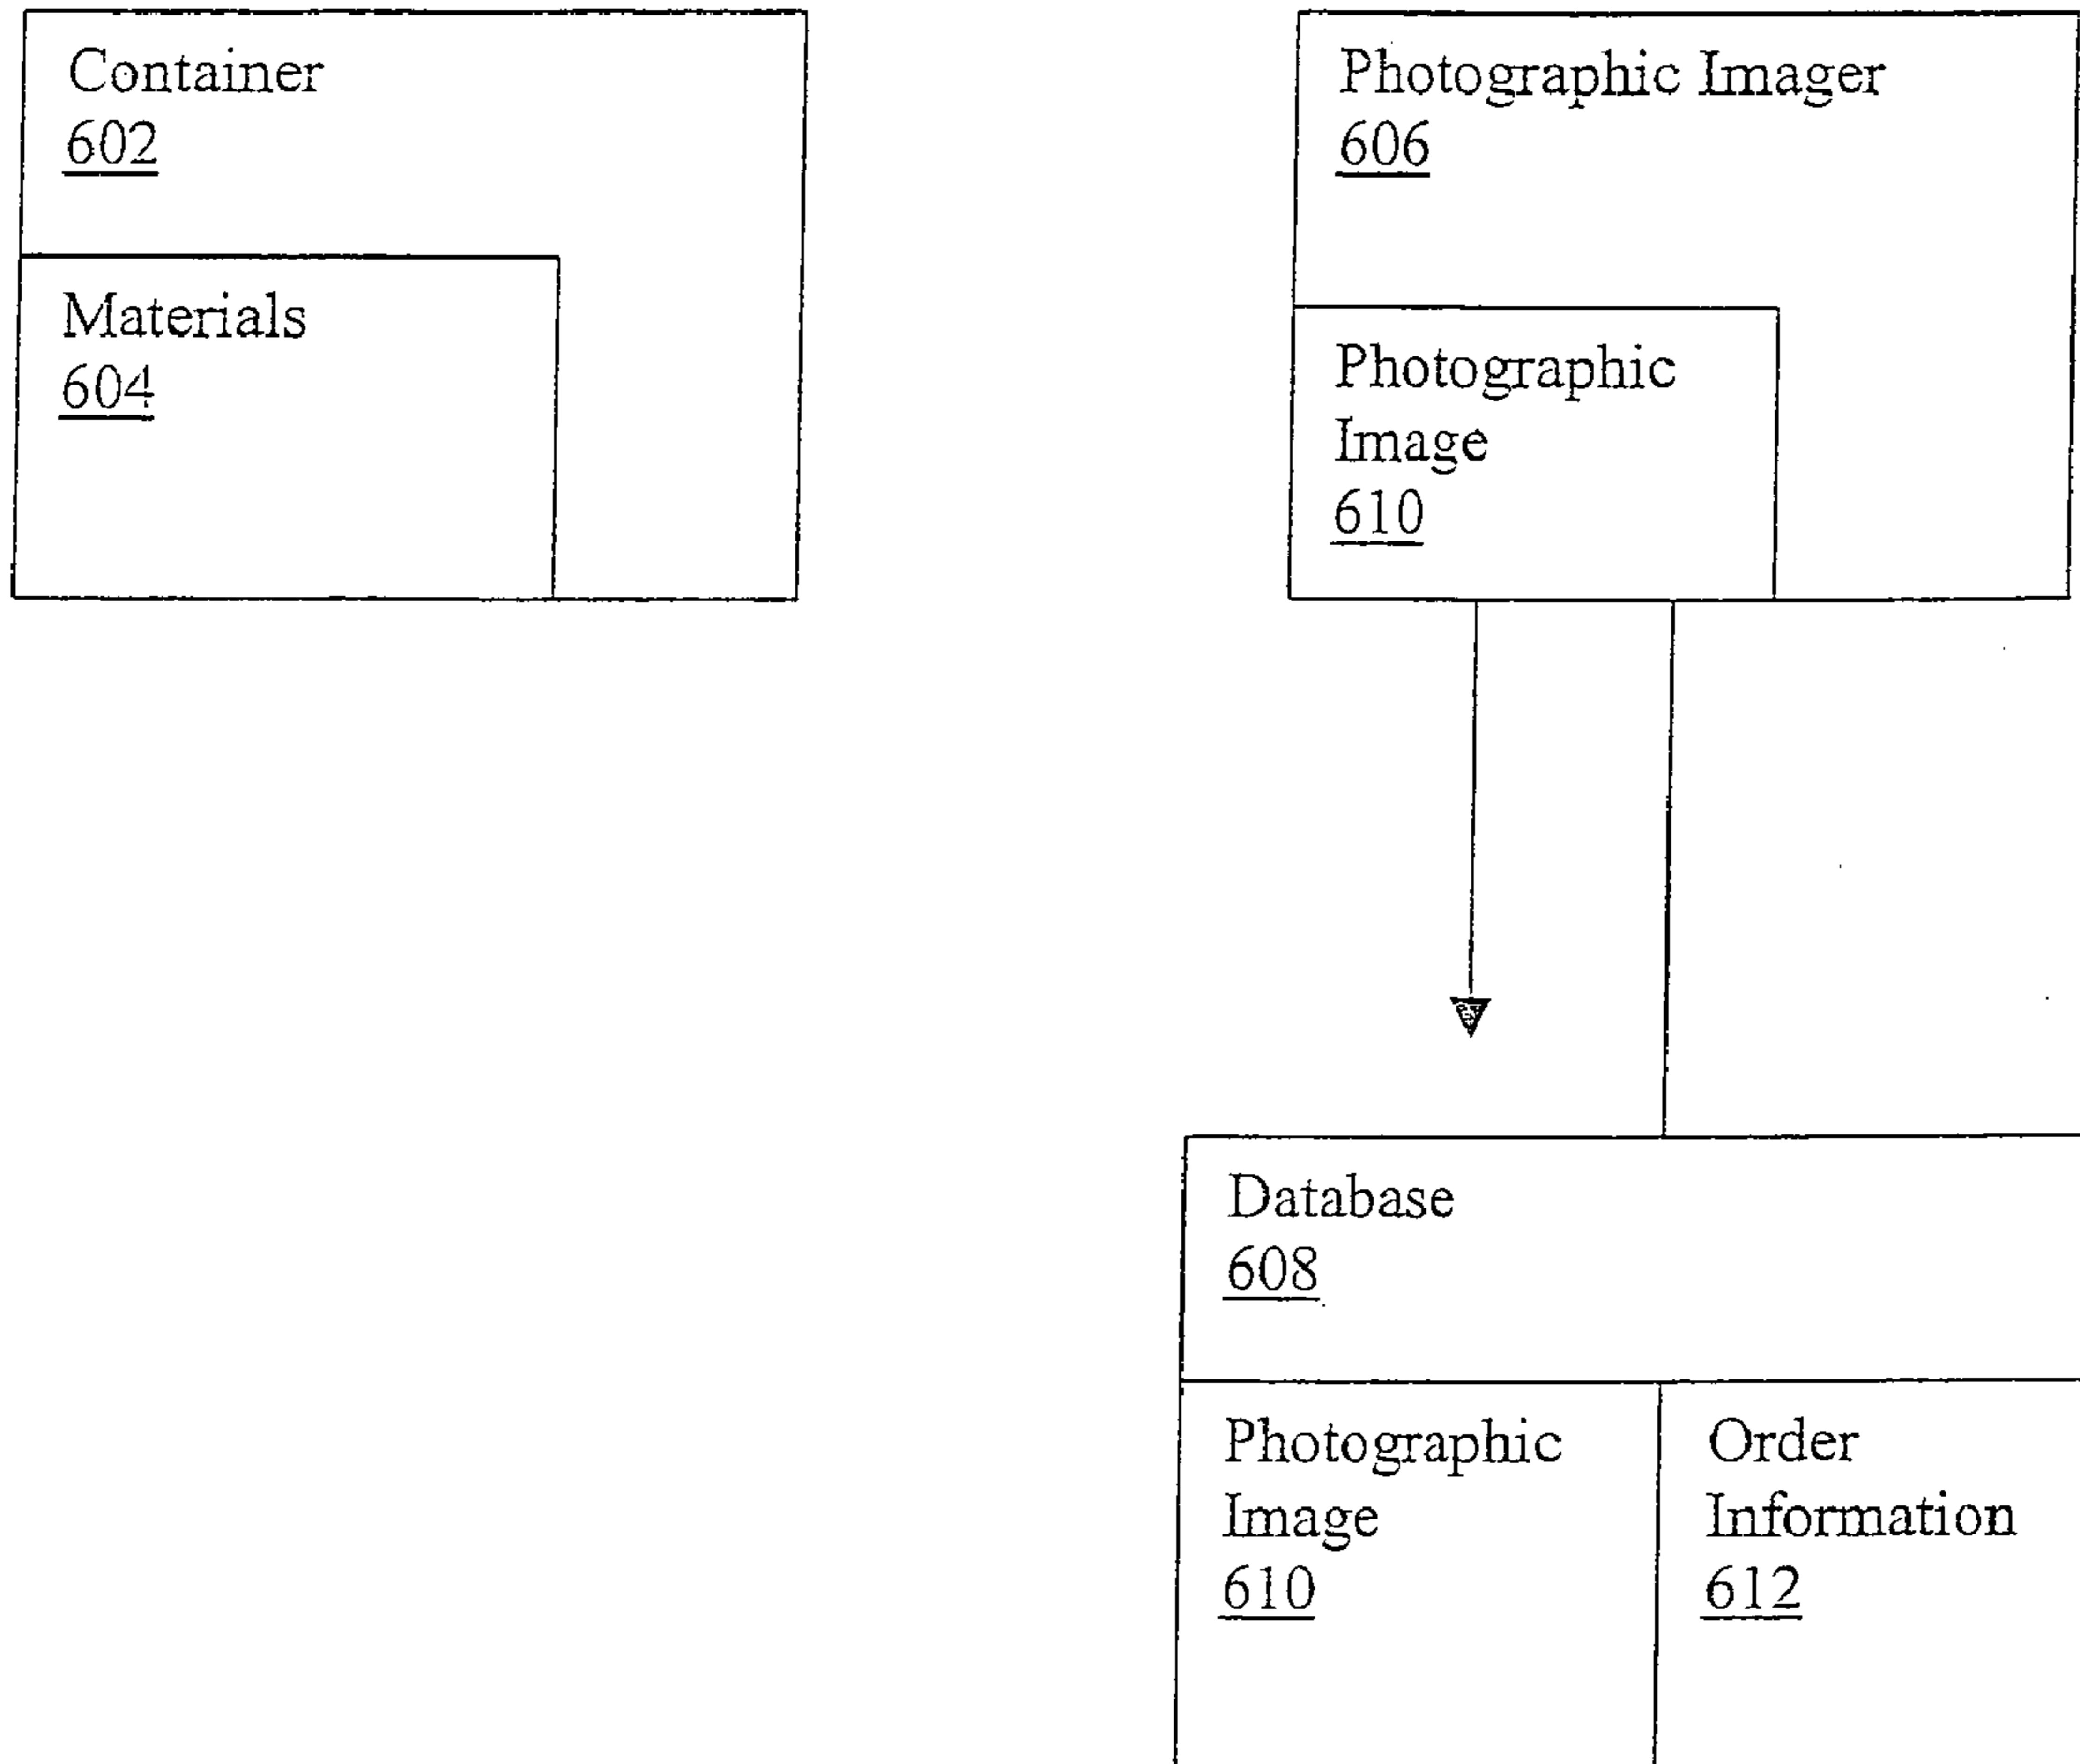 Container
602
Materials
604
Photographic Imager
606
Photographic
Image
610
Database
608
Photographic
Image
610
Order
Information
612